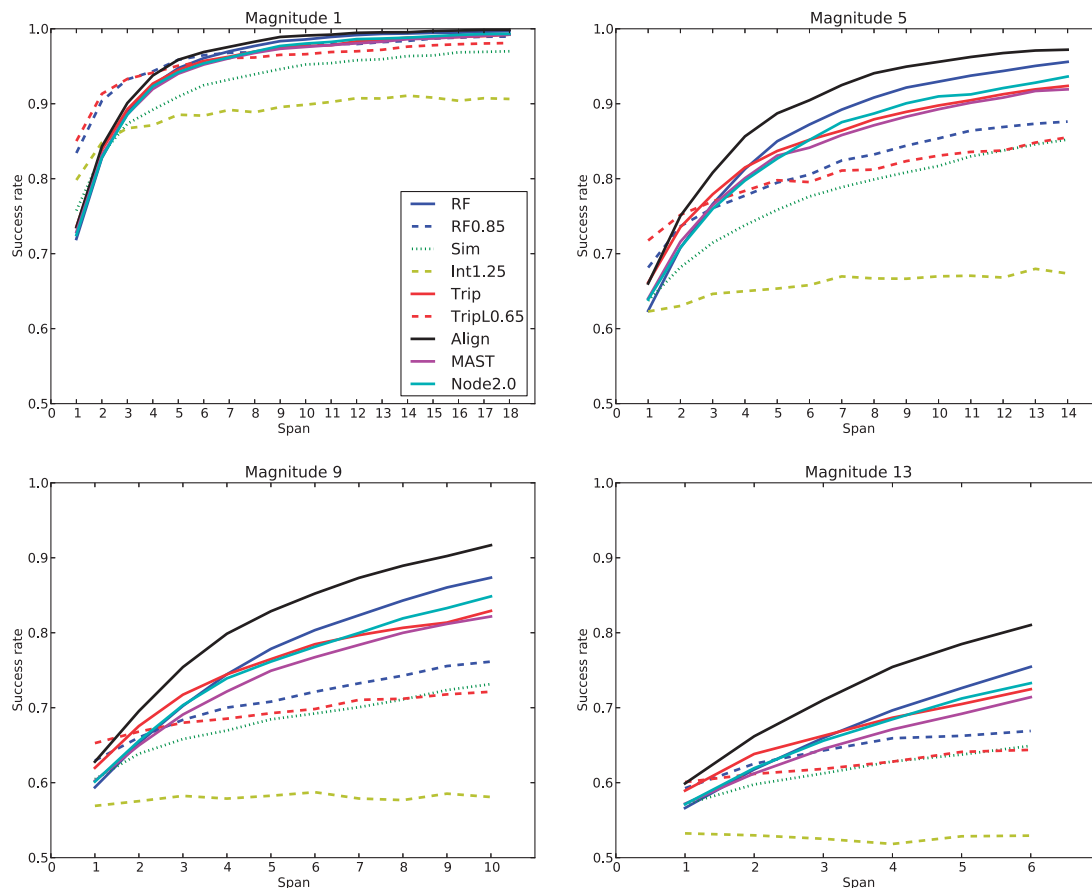 Magnitude 1
Success rate
1.0
0.9
0.8
0.7
0.6
0.5
0 1 2 3 4 5 6 7 8 9 10 11 12 13 14 15 16 17 18
Span
RF
RF0.85
Sim
Int1.25
Trip
TripL0.65
Align
MAST
Node2.0
Magnitude 5
Success rate
1.0
0.9
0.8
0.7
0.6
0.5
0 1 2 3 4 5 6 7 8 9 10 11 12 13 14
Span
Magnitude 9
Success rate
1.0
0.9
0.8
0.7
0.6
0.5
0 1 2 3 4 5 6 7 8 9 10
Span
Magnitude 13
Success rate
1.0
0.9
0.8
0.7
0.6
0.5
0 1 2 3 4 5 6
Span